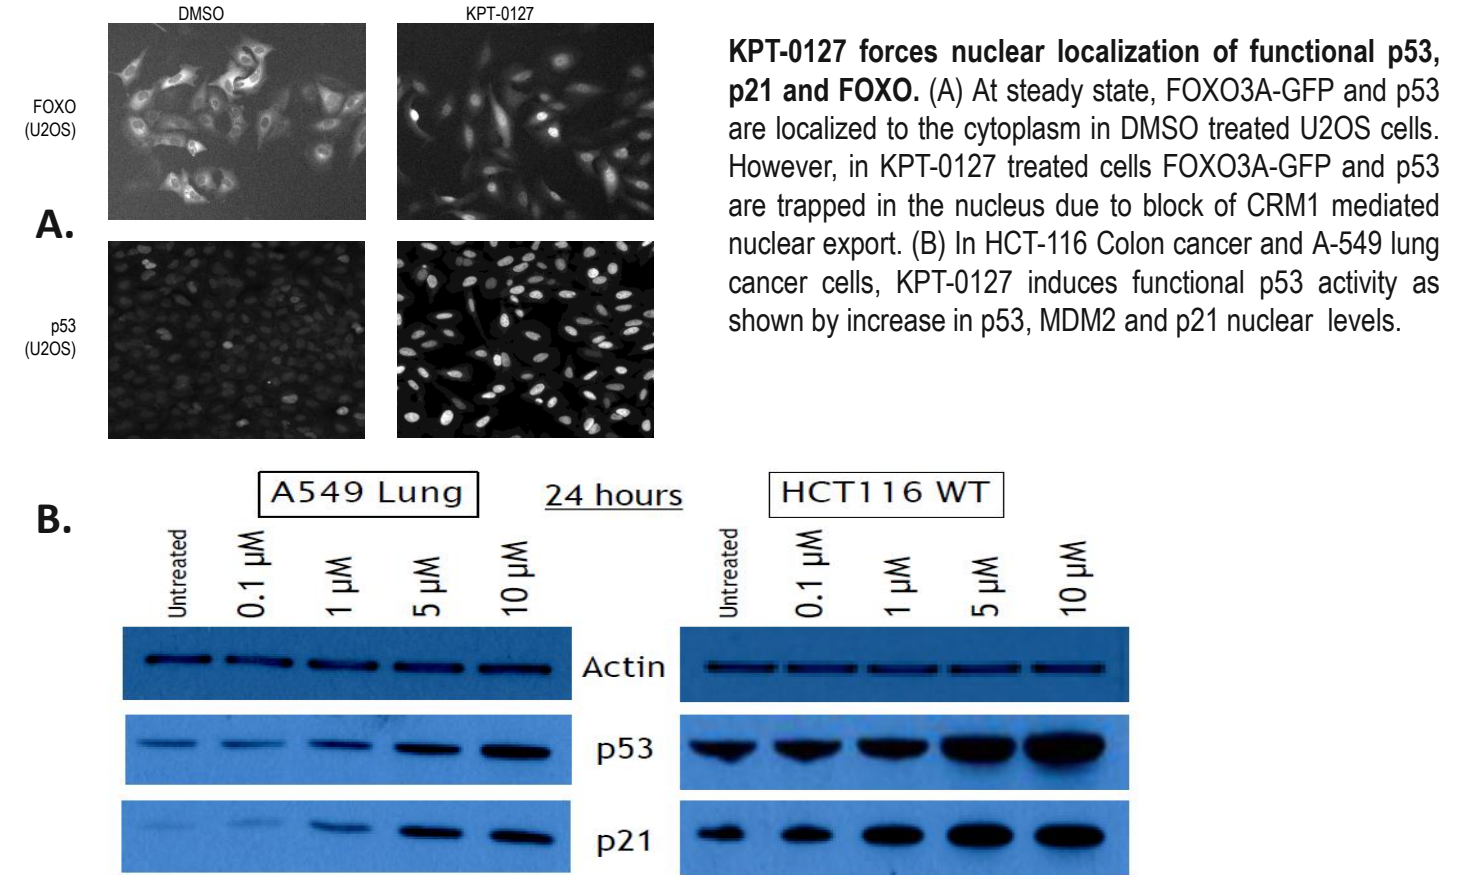 DMSO
KPT-0127
FOXO
(U2OS)
A.
p53
(U2OS)
KPT-0127 forces nuclear localization of functional p53,
p21 and FOXO. (A) At steady state, FOXO3A-GFP and p53
are localized to the cytoplasm in DMSO treated U2OS cells.
However, in KPT-0127 treated cells FOXO3A-GFP and p53
are trapped in the nucleus due to block of CRM1 mediated
nuclear export. (B) In HCT-116 Colon cancer and A-549 lung
cancer cells, KPT-0127 induces functional p53 activity as
shown by increase in p53, MDM2 and p21 nuclear levels.
B.
A549 Lung
24 hours
HCT116 WT
Untreated
0.1 µM
1 µM
5 µM
10 µM
Untreated
0.1 µM
1 µM
5 µM
10 µM
Actin
p53
p21